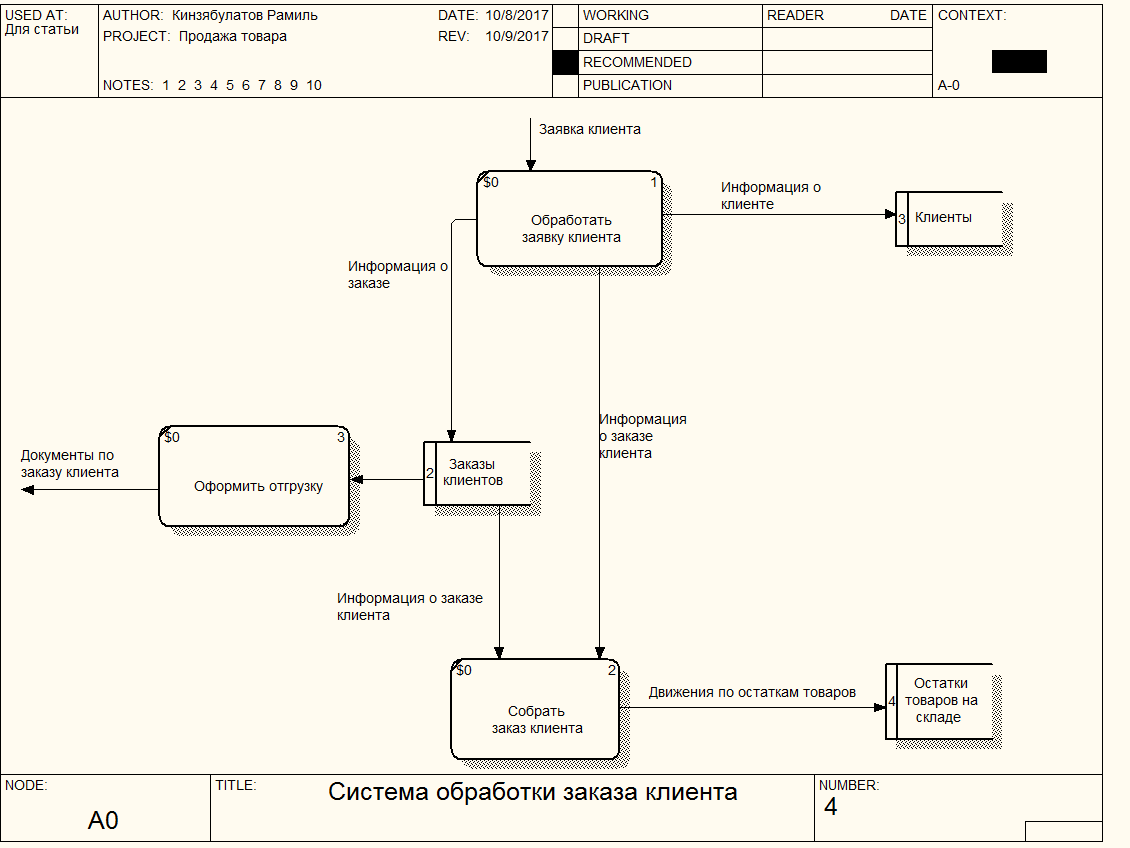 USED AT:
Для статьи
AUTHOR: Кинзябулатов Рамиль
DATE: 10/8/2017
PROJECT: Продажа товара
REV: 10/9/2017
NOTES: 1 2 3 4 5 6 7 8 9 10
WORKING
DRAFT
RECOMMENDED
PUBLICATION
READER
DATE
CONTEXT:
A-0
Заявка клиента
$0
1
Обработать
заявку клиента
Информация о
клиенте
3
Клиенты
Информация о
заказе
Информация
о заказе
клиента
Документы по
заказу клиента
$0
3
Оформить отгрузку
2
Заказы
клиентов
Информация о заказе
клиента
$0
2
Собрать
заказ клиента
Движения по остаткам товаров
4
Остатки
товаров на
складе
NODE:
A0
TITLE:
Система обработки заказа клиента
NUMBER:
4